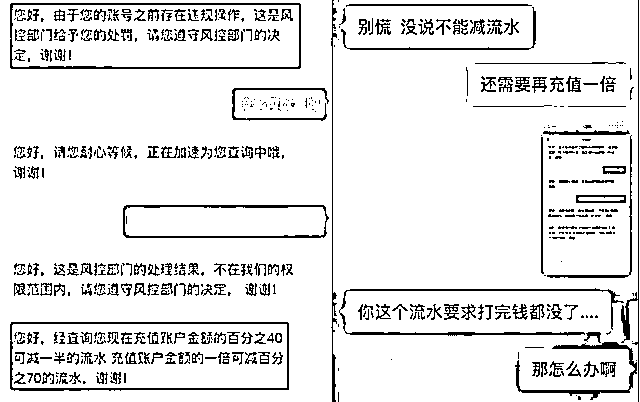 您好，由于您的账号之前存在违规操作，这是风
控部门给予您的处罚，请您遵守风控部门的决
定，谢谢！
您好，请您耐心等候，正在加速为您查询中哦，
谢谢！
您好，这是风控部门的处理结果，不在我们的权
限范围内，请您遵守风控部门的决定， 谢谢！
您好，经查询您现在充值账户金额的百分之40
可减一半的流水 充值账户金额的一倍可减百分
之70的流水，谢谢！
别慌 没说不能减流水
还需要再充值一倍
你这个流水要求打完钱都没了....
那怎么办啊